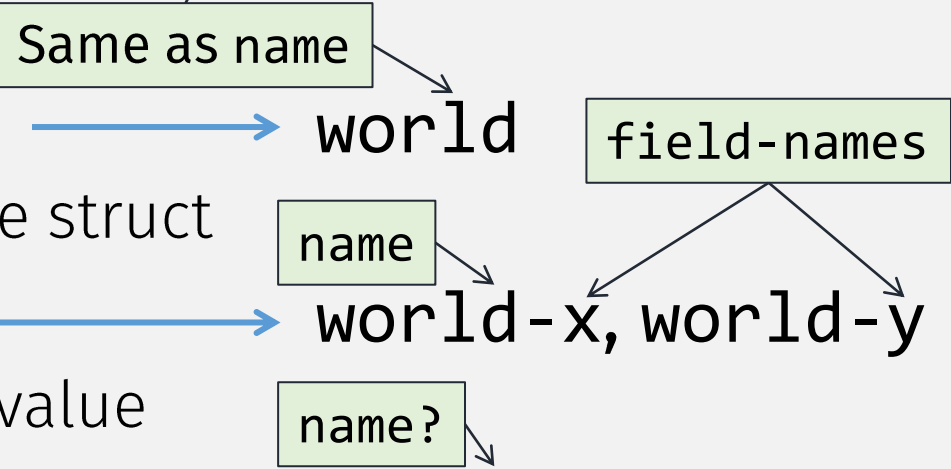 Same as name
world
field-names
struct
name
world-x, world-y
value
name?